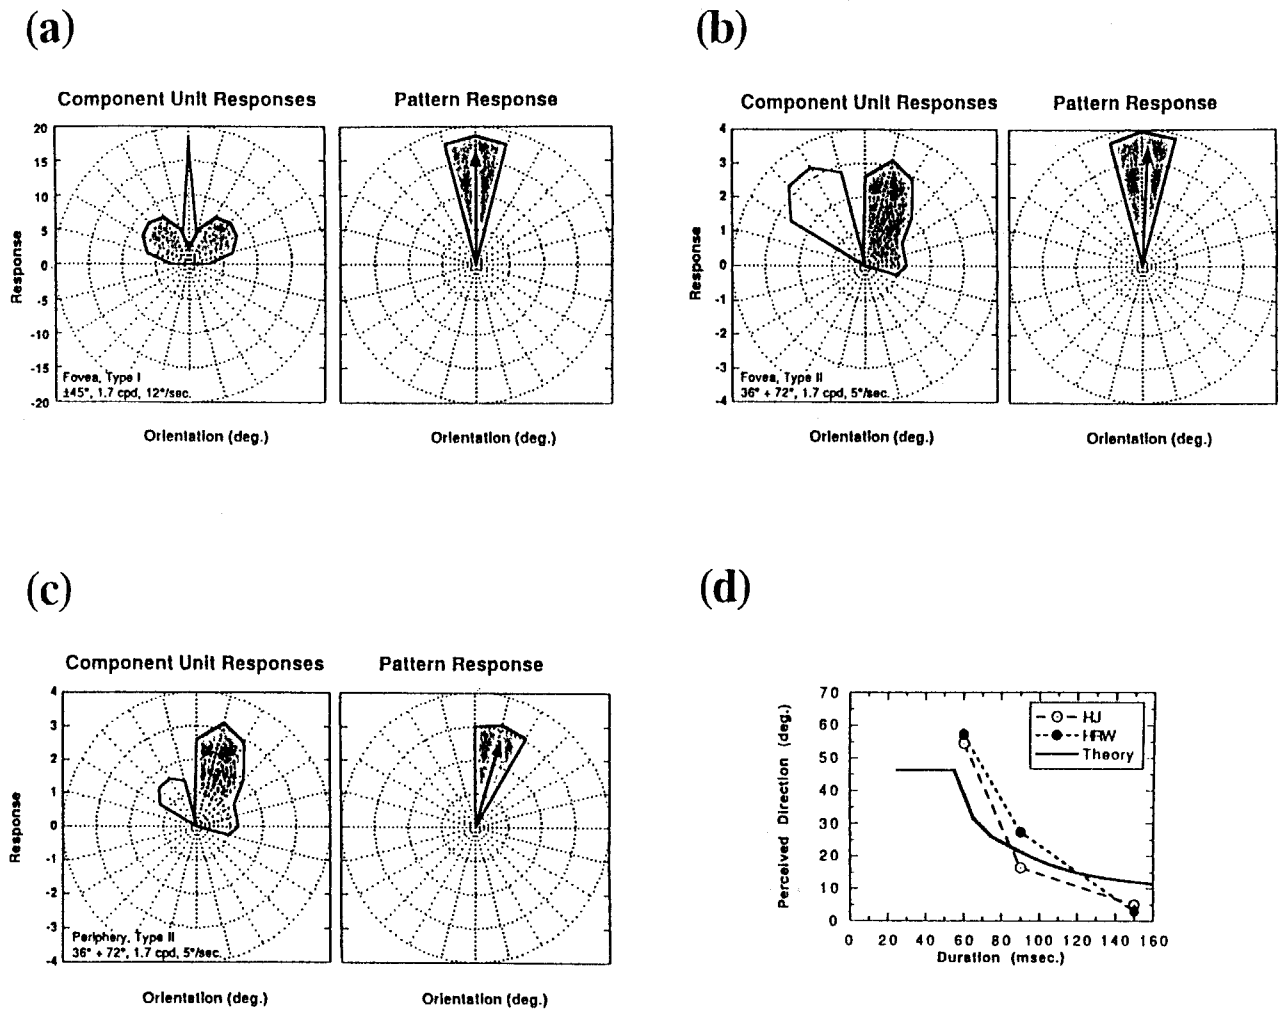 (a)
Component Unit Responses
Pattern Response
20
15
10
5
0
-5
-10
-15
-20
Response
Fovea, Type I
±45°, 1.7 cpd, 12°/sec.
Orientation (deg.)
Orientation (deg.)
(b)
Component Unit Responses
Pattern Response
4
3
2
1
0
-1
-2
-3
-4
Response
Fovea, Type II
36° + 72°, 1.7 cpd, 5°/sec.
Orientation (deg.)
Orientation (deg.)
(c)
Component Unit Responses
Pattern Response
4
3
2
1
0
-1
-2
-3
-4
Response
Periphery, Type II
36° + 72°, 1.7 cpd, 5°/sec.
Orientation (deg.)
Orientation (deg.)
(d)
70
60
50
40
30
20
10
0
Perceived Direction (deg.)
HJ
HRW
Theory
0 20 40 60 80 100 120 140 160
Duration (msec.)